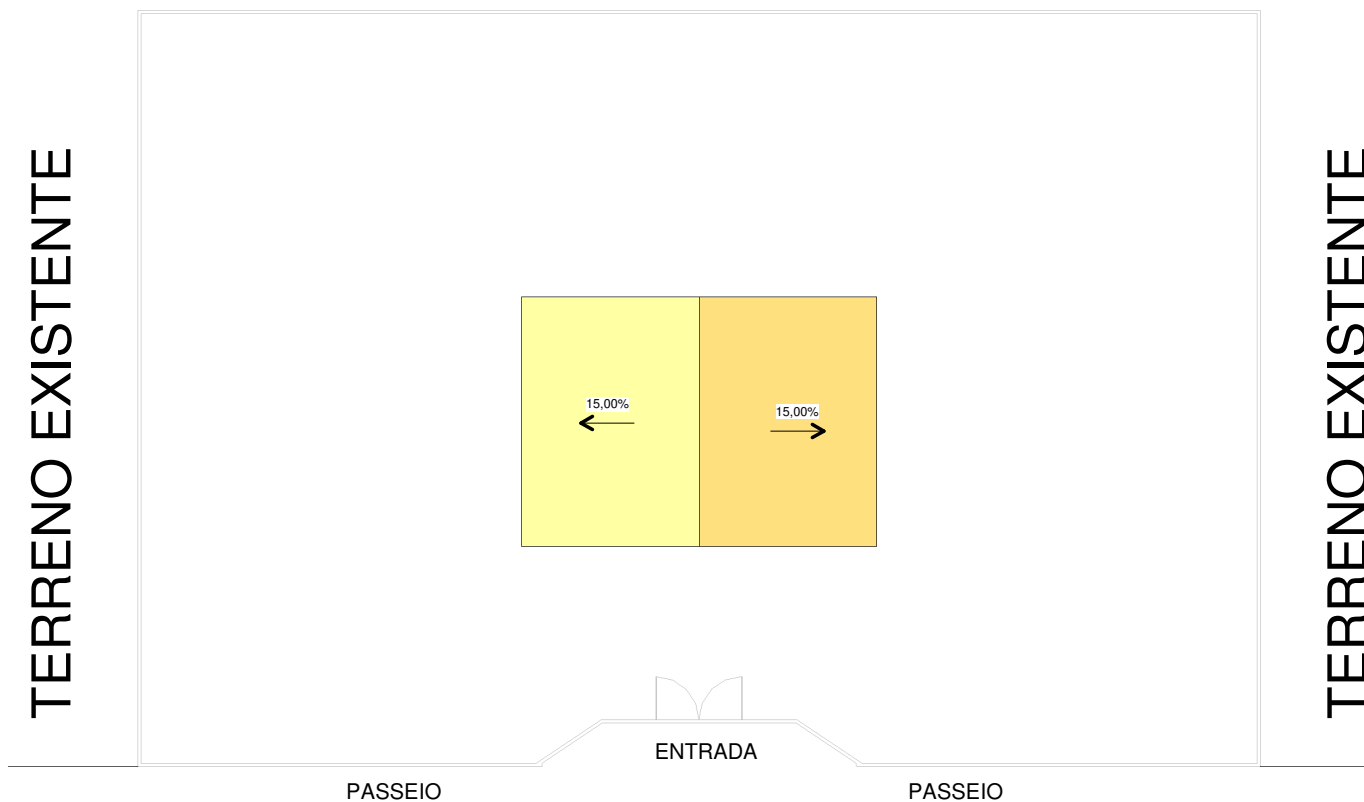 TERRENO EXISTENTE
TERRENO EXISTENTE
15,00%
15,00%
ENTRADA
PASSEIO
PASSEIO